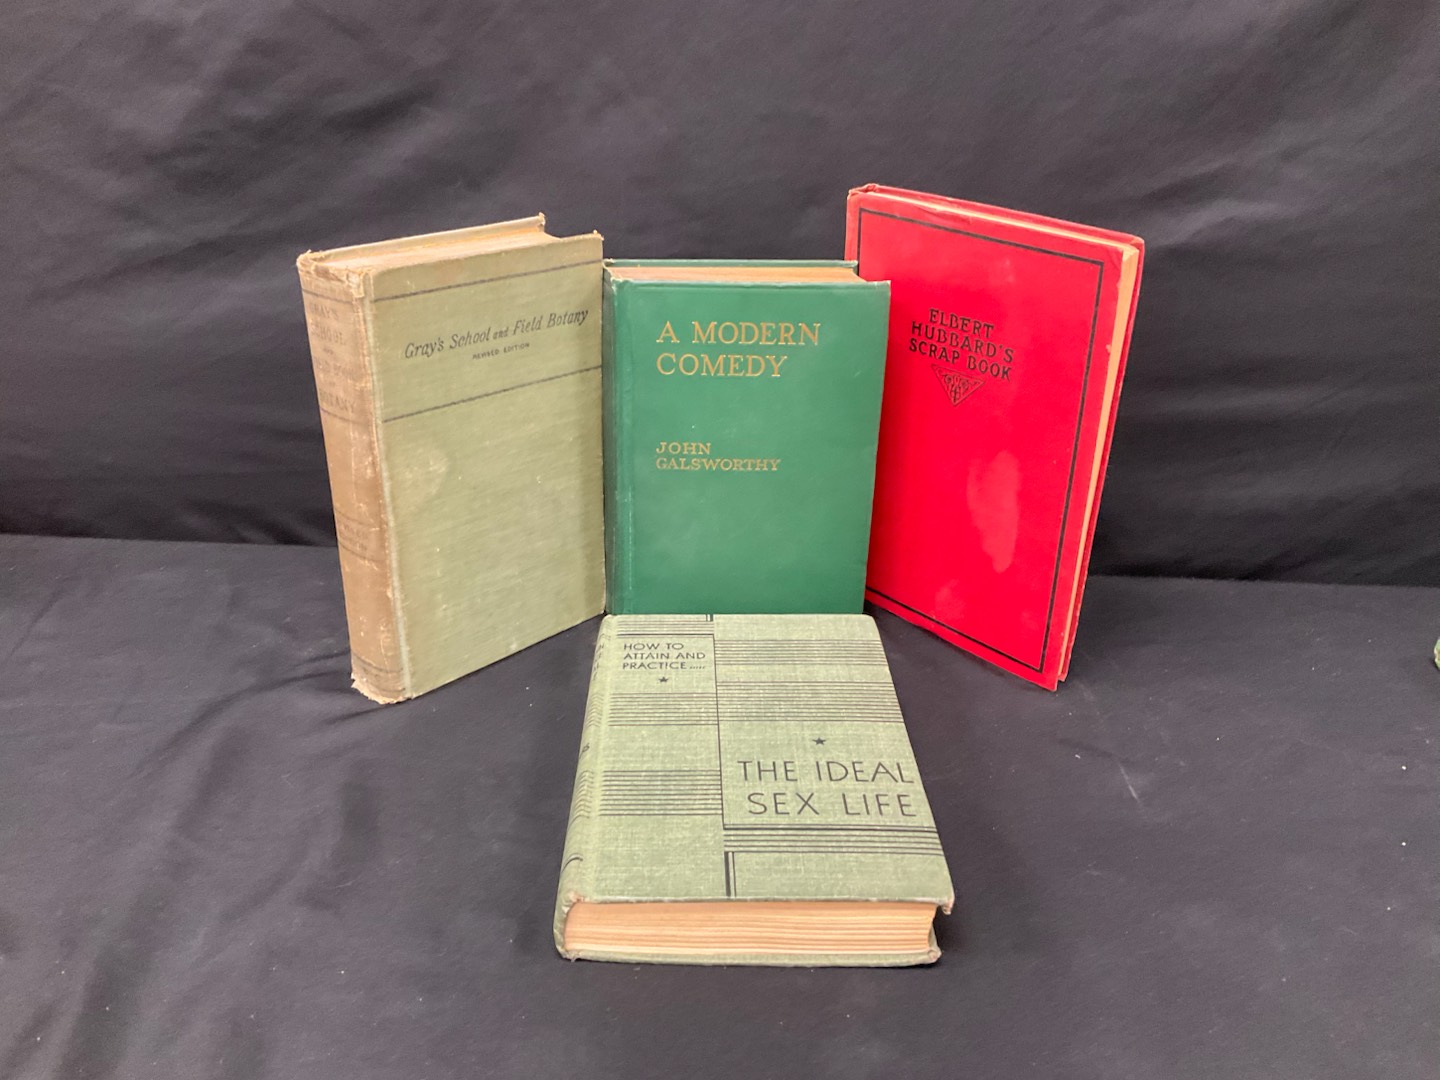 Gray's School and Field Botany
REVISED EDITION
A MODERN
COMEDY
JOHN
GALSWORTHY
ELBERT
HUBBARD'S
SCRAP BOOK
HOW TO
ATTAIN AND
PRACTICE.....
THE IDEAL
SEX LIFE